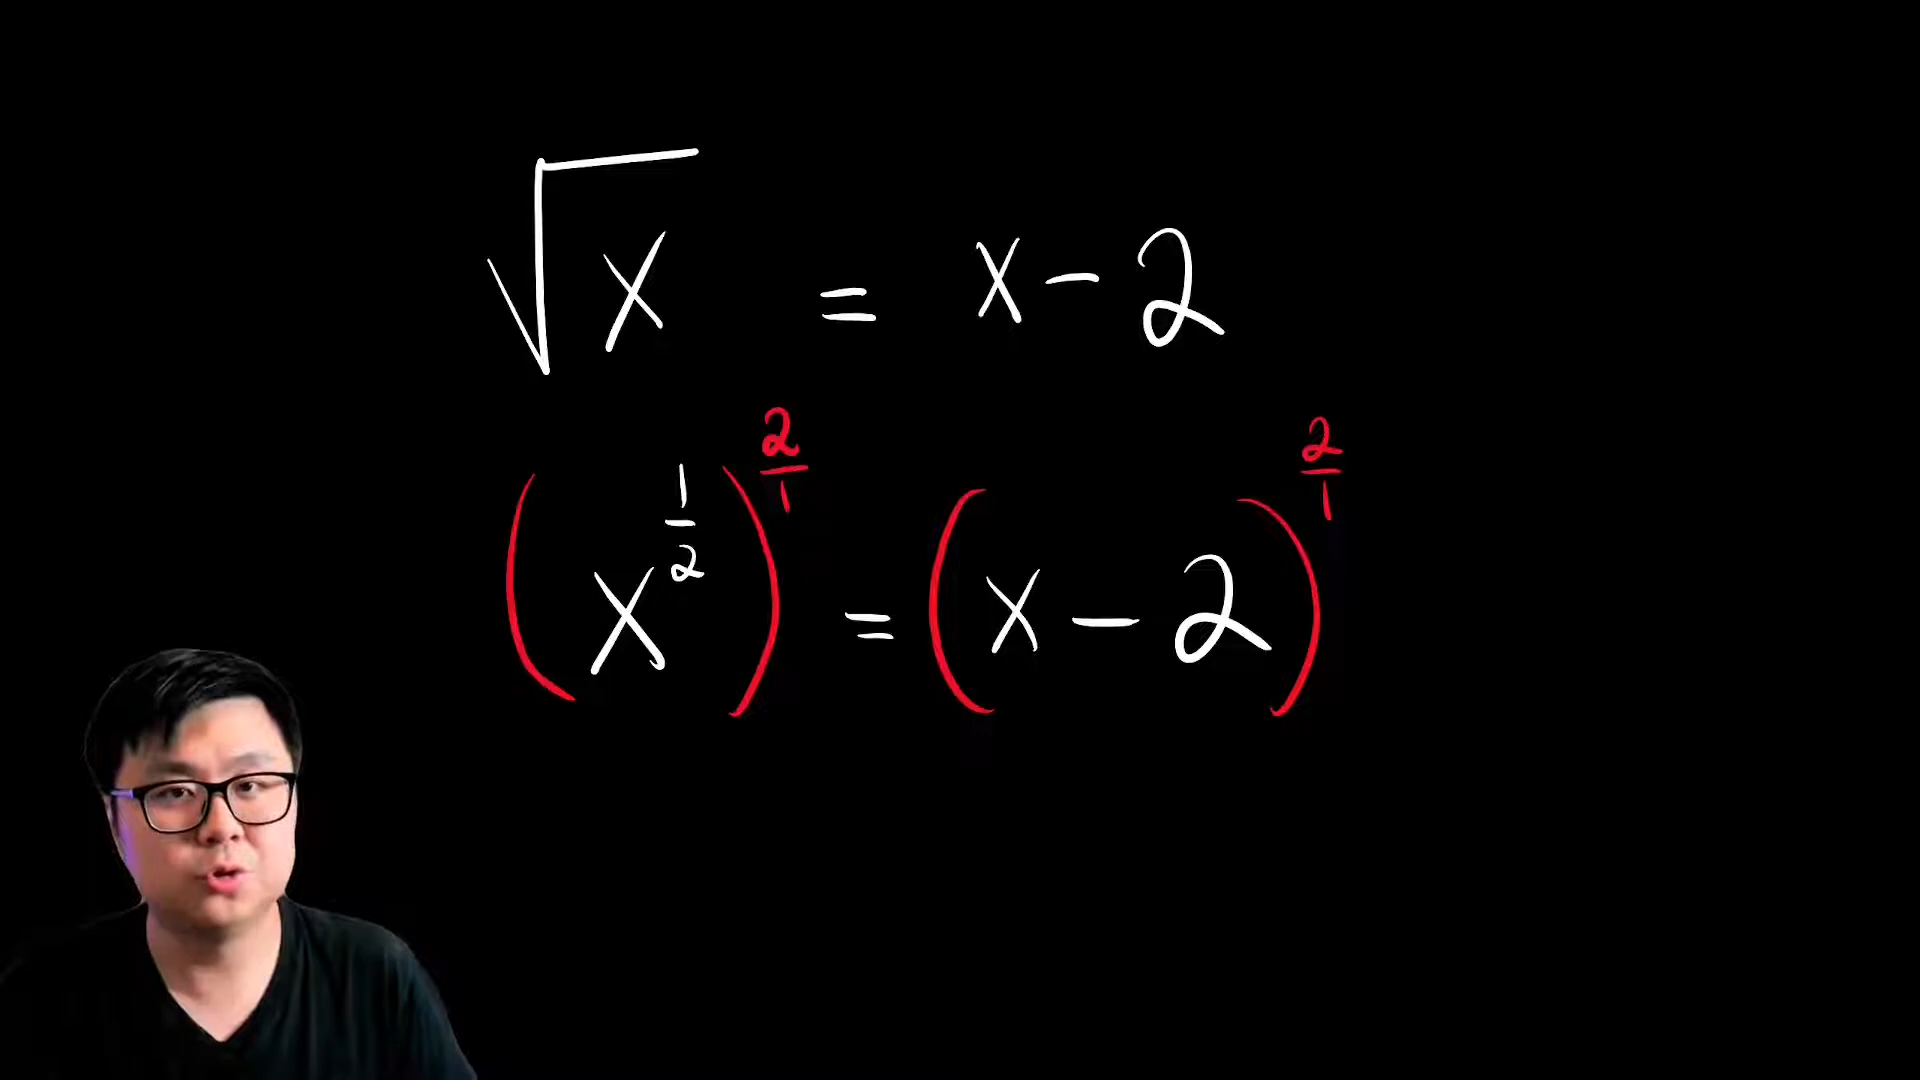 √x = x - 2
(x^(1/2))^(2/1) = (x - 2)^(2/1)